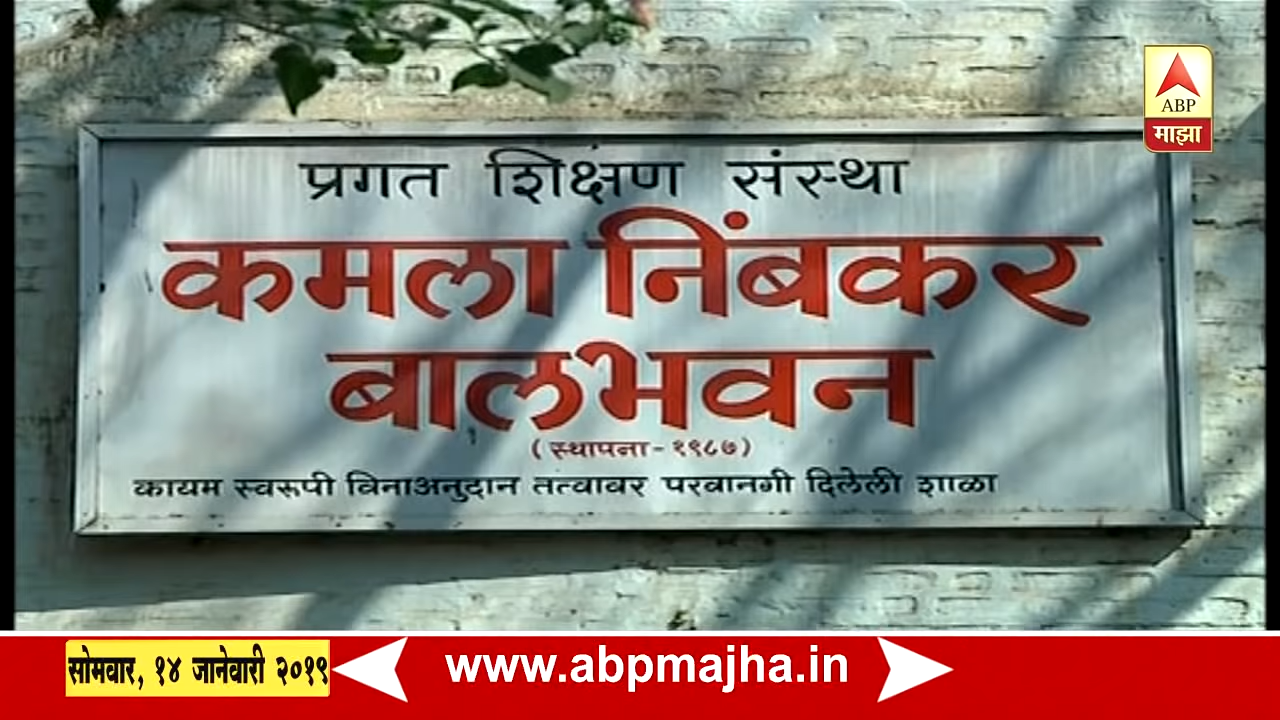 ABP
माझा
प्रगत शिक्षण संस्था
कमला निंबकर
बालभवन
( स्थापना - १९८७ )
कायम स्वरूपी विनाअनुदान तत्वावर परवानगी दिलेली शाळा
सोमवार, १४ जानेवारी २०१९
www.abpmajha.in